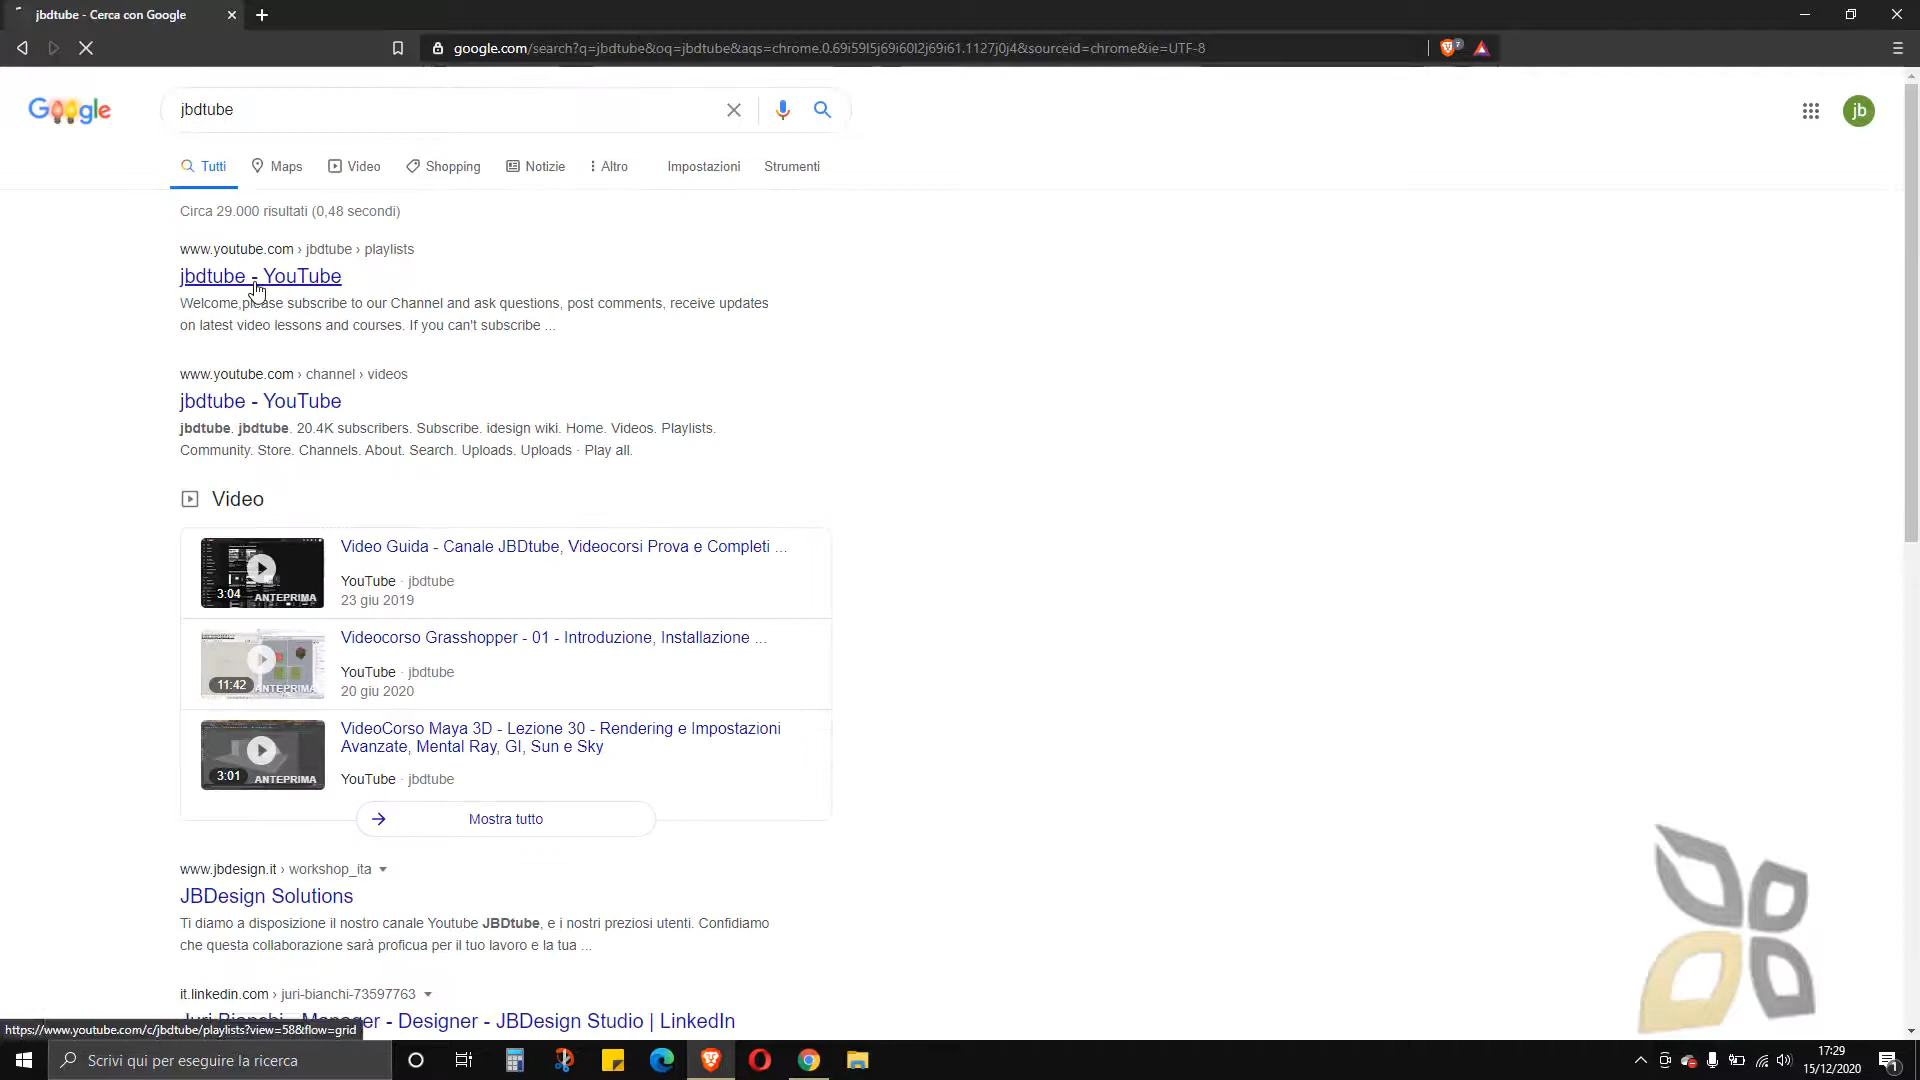 jbdtube - Cerca con Google
google.com/search?q=jbdtube&oq=jbdtube&aqs=chrome.0.69i59l5j69i60l2j69i61.1127j0j4&sourceid=chrome&ie=UTF-8
7
Google
jbdtube
jb
Tutti Maps Video Shopping Notizie Altro Impostazioni Strumenti
Circa 29.000 risultati (0,48 secondi)
www.youtube.com › jbdtube › playlists
jbdtube - YouTube
Welcome,please subscribe to our Channel and ask questions, post comments, receive updates
on latest video lessons and courses. If you can't subscribe ...
www.youtube.com › channel › videos
jbdtube - YouTube
jbdtube. jbdtube. 20.4K subscribers. Subscribe. idesign wiki. Home. Videos. Playlists.
Community. Store. Channels. About. Search. Uploads. Uploads · Play all.
Video
Video Guida - Canale JBDtube, Videocorsi Prova e Completi ...
YouTube · jbdtube
23 giu 2019
3:04 ANTEPRIMA
Videocorso Grasshopper - 01 - Introduzione, Installazione ...
YouTube · jbdtube
20 giu 2020
11:42 ANTEPRIMA
VideoCorso Maya 3D - Lezione 30 - Rendering e Impostazioni
Avanzate, Mental Ray, GI, Sun e Sky
YouTube · jbdtube
3:01 ANTEPRIMA
Mostra tutto
www.jbdesign.it › workshop_ita
JBDesign Solutions
Ti diamo a disposizione il nostro canale Youtube JBDtube, e i nostri preziosi utenti. Confidiamo
che questa collaborazione sarà proficua per il tuo lavoro e la tua ...
it.linkedin.com › juri-bianchi-73597763
Juri Bianchi - Manager - Designer - JBDesign Studio | LinkedIn
https://www.youtube.com/c/jbdtube/playlists?view=58&flow=grid
Scrivi qui per eseguire la ricerca
17:29
15/12/2020
1